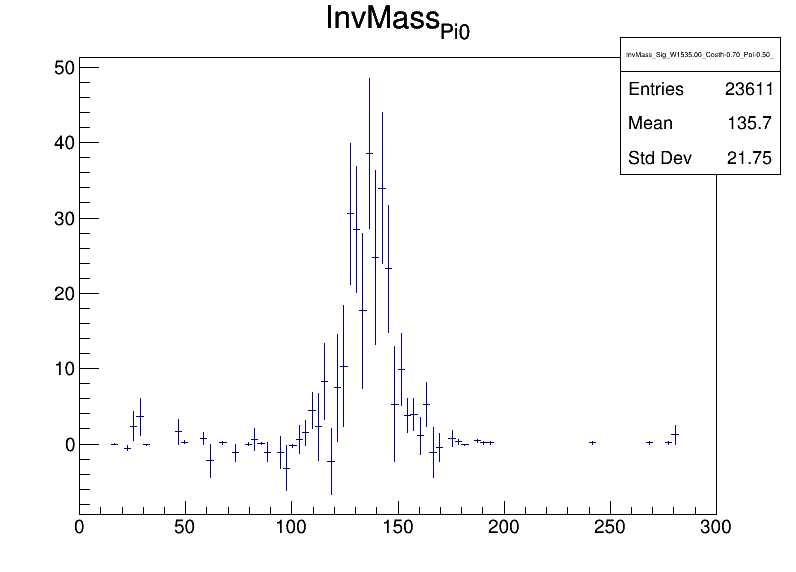 InvMass_Pi0
InvMass_Sig_W1535.00_Costh-0.70_Pol-0.50_
Entries 23611
Mean 135.7
Std Dev 21.75
50
40
30
20
10
0
0 50 100 150 200 250 300